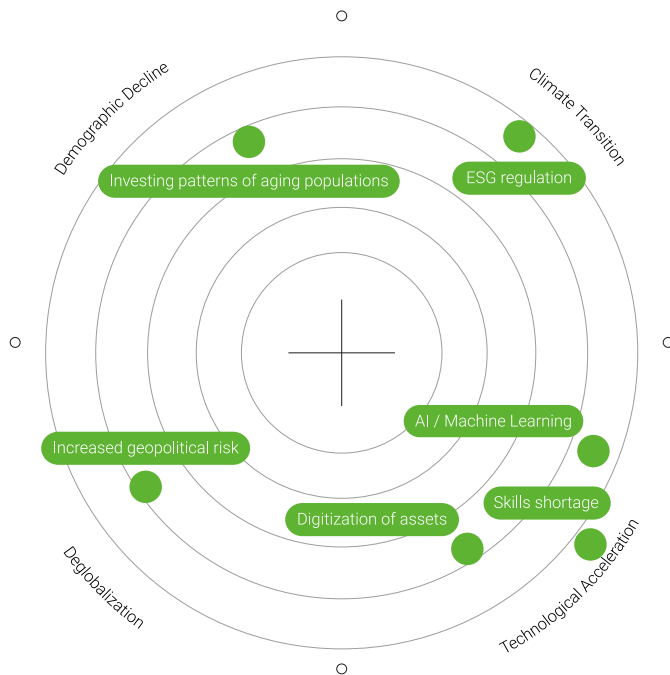 Demographic Decline
Climate Transition
Investing patterns of aging populations
ESG regulation
AI / Machine Learning
Increased geopolitical risk
Skills shortage
Digitization of assets
Deglobalization
Technological Acceleration